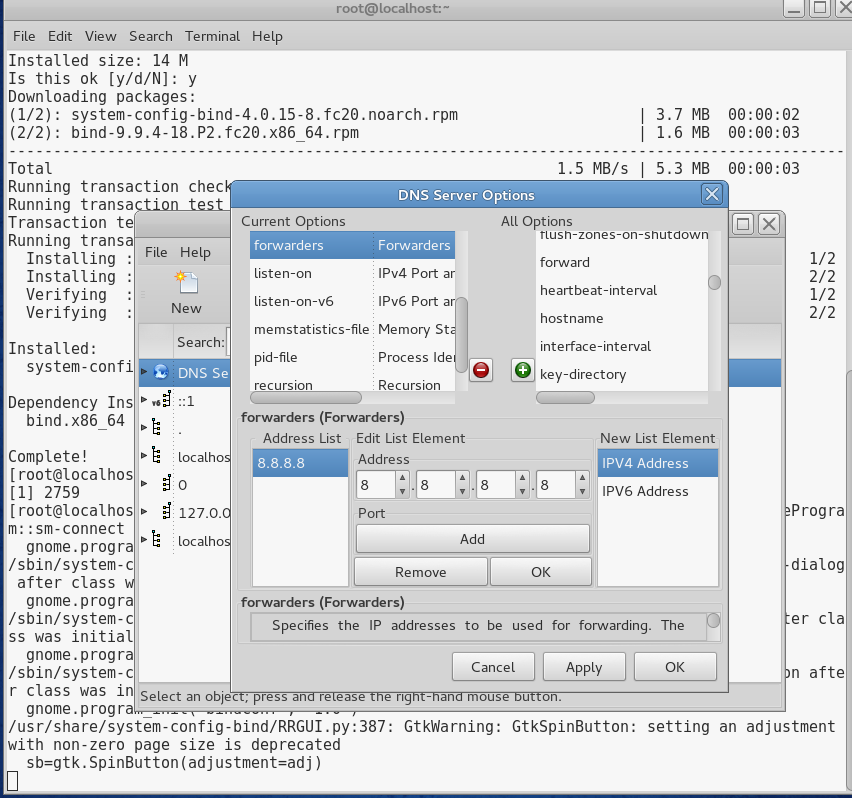 root@localhost:~
File Edit View Search Terminal Help
Installed size: 14 M
Is this ok [y/d/N]: y
Downloading packages:
(1/2): system-config-bind-4.0.15-8.fc20.noarch.rpm | 3.7 MB 00:00:02
(2/2): bind-9.9.4-18.P2.fc20.x86_64.rpm | 1.6 MB 00:00:03
Total 1.5 MB/s | 5.3 MB 00:00:03
Running transaction check
Running transaction test
Transaction te
Running transa
Installing : 1/2
Installing : 2/2
Verifying : 1/2
Verifying : 2/2
Installed:
system-confi
Dependency Ins
bind.x86_64
Complete!
[root@localhos
[1] 2759
[root@localhos eProgra
m::sm-connect
gnome.progra
/sbin/system-c -dialog
after class w
gnome.progra
/sbin/system-c ter cla
ss was initial
gnome.progra
/sbin/system-c on afte
r class was in
gnome.program_init("bindconf", "1.0")
/usr/share/system-config-bind/RRGUI.py:387: GtkWarning: GtkSpinButton: setting an adjustment
with non-zero page size is deprecated
sb=gtk.SpinButton(adjustment=adj)
File Help
New
Search:
DNS Se
v6 ::1
.
localhos
0
127.0.0
localhos
Select an object; press and release the right-hand mouse button.
DNS Server Options
Current Options All Options
forwarders Forwarders
listen-on IPv4 Port ar
listen-on-v6 IPv6 Port ar
memstatistics-file Memory Sta
pid-file Process Ide
recursion Recursion
flush-zones-on-shutdown
forward
heartbeat-interval
hostname
interface-interval
key-directory
forwarders (Forwarders)
Address List Edit List Element New List Element
8.8.8.8
Address
8 . 8 . 8 . 8
Port
Add
Remove OK
IPV4 Address
IPV6 Address
forwarders (Forwarders)
Specifies the IP addresses to be used for forwarding. The
Cancel Apply OK